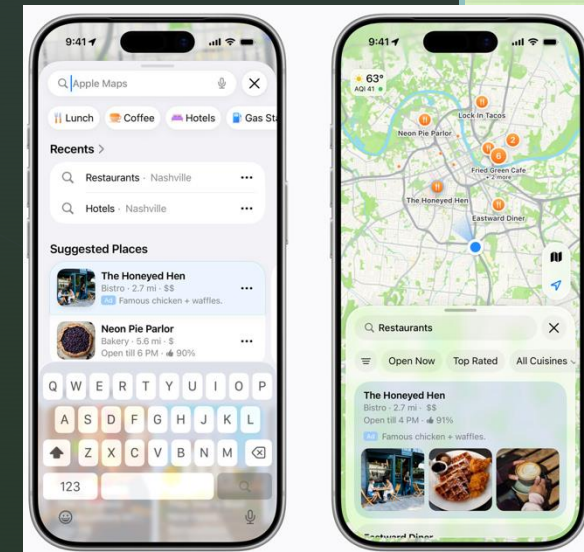 9:41
Apple Maps
Lunch
Coffee
Hotels
Gas Sta
Recents >
Restaurants · Nashville
Hotels · Nashville
Suggested Places
The Honeyed Hen
Bistro · 2.7 mi · $$
Ad Famous chicken + waffles.
Neon Pie Parlor
Bakery · 5.6 mi · $
Open till 6 PM · 90%
Q W E R T Y U I O P
A S D F G H J K L
Z X C V B N M
123
9:41
63°
AQI 41
Lock In Tacos
Neon Pie Parlor
2
6
Fried Green Cafe
+ 2 more
The Honeyed Hen
Eastward Diner
Restaurants
Open Now
Top Rated
All Cuisines
The Honeyed Hen
Bistro · 2.7 mi · $$
Open till 4 PM · 91%
Ad Famous chicken + waffles.
Eastward Diner